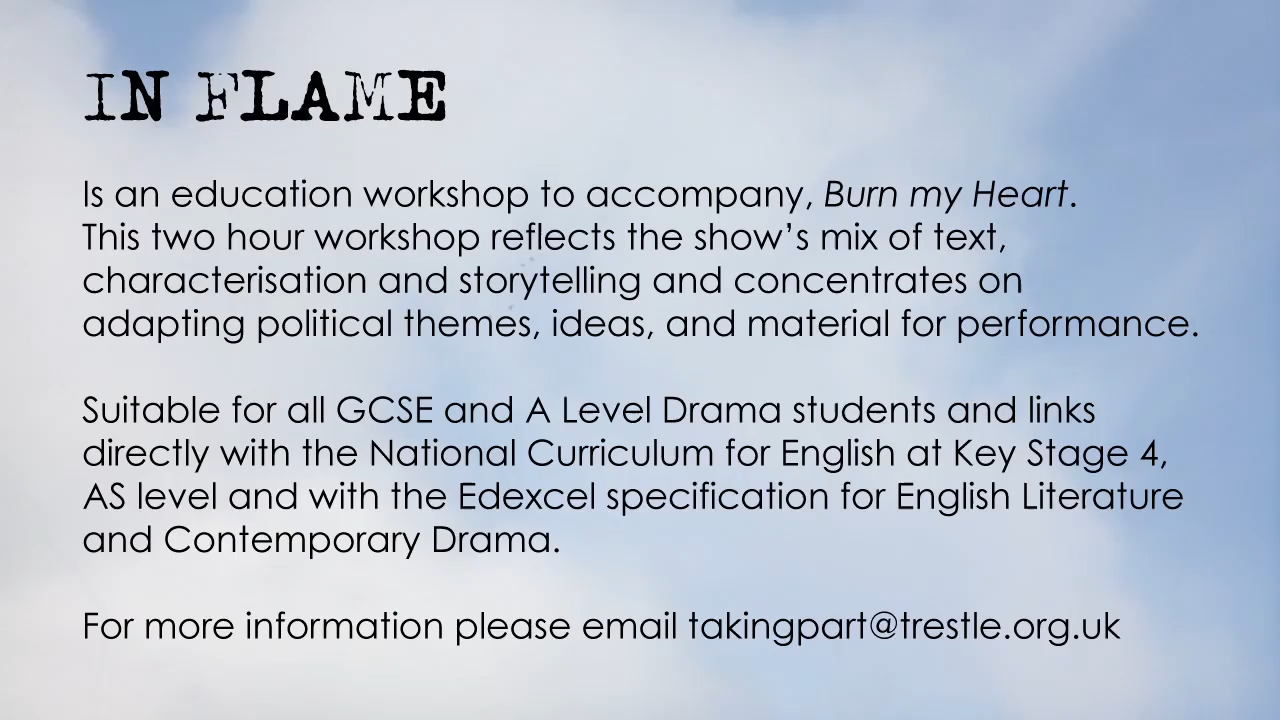 IN FLAME
Is an education workshop to accompany, Burn my Heart.
This two hour workshop reflects the show’s mix of text,
characterisation and storytelling and concentrates on
adapting political themes, ideas, and material for performance.
Suitable for all GCSE and A Level Drama students and links
directly with the National Curriculum for English at Key Stage 4,
AS level and with the Edexcel specification for English Literature
and Contemporary Drama.
For more information please email takingpart@trestle.org.uk